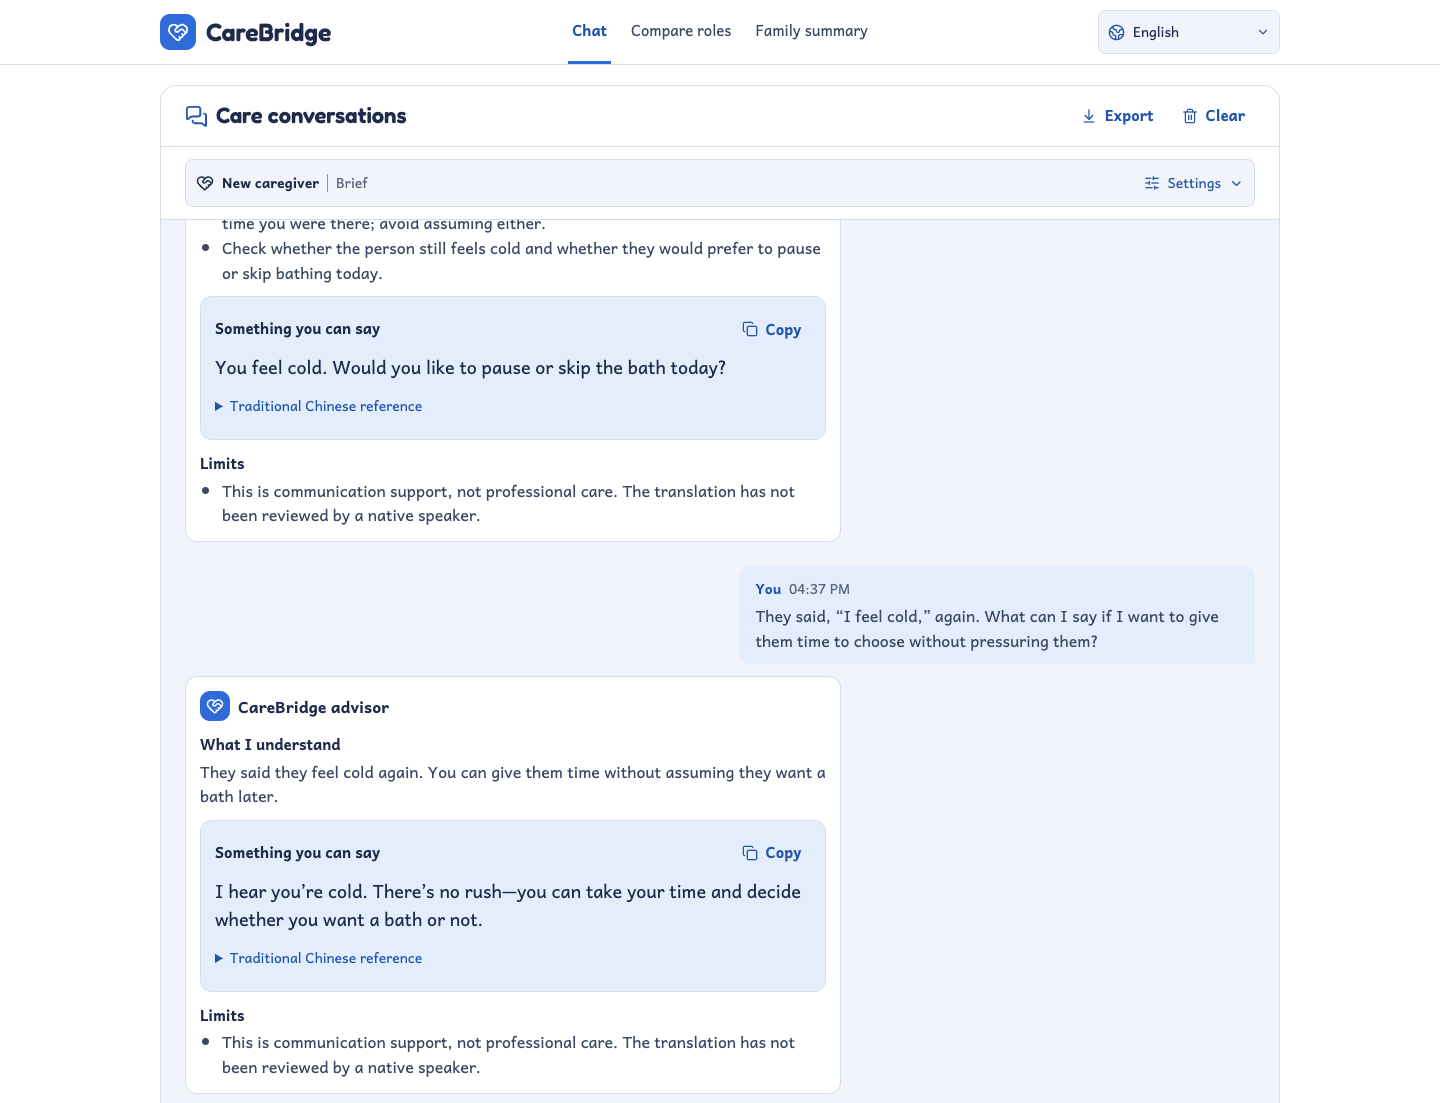 CareBridge
Chat
Compare roles
Family summary
English
Care conversations
Export
Clear
New caregiver
Brief
Settings
time you were there; avoid assuming either.
Check whether the person still feels cold and whether they would prefer to pause
or skip bathing today.
Something you can say
Copy
You feel cold. Would you like to pause or skip the bath today?
Traditional Chinese reference
Limits
This is communication support, not professional care. The translation has not
been reviewed by a native speaker.
You 04:37 PM
They said, “I feel cold,” again. What can I say if I want to give
them time to choose without pressuring them?
CareBridge advisor
What I understand
They said they feel cold again. You can give them time without assuming they want a
bath later.
Something you can say
Copy
I hear you’re cold. There’s no rush—you can take your time and decide
whether you want a bath or not.
Traditional Chinese reference
Limits
This is communication support, not professional care. The translation has not
been reviewed by a native speaker.